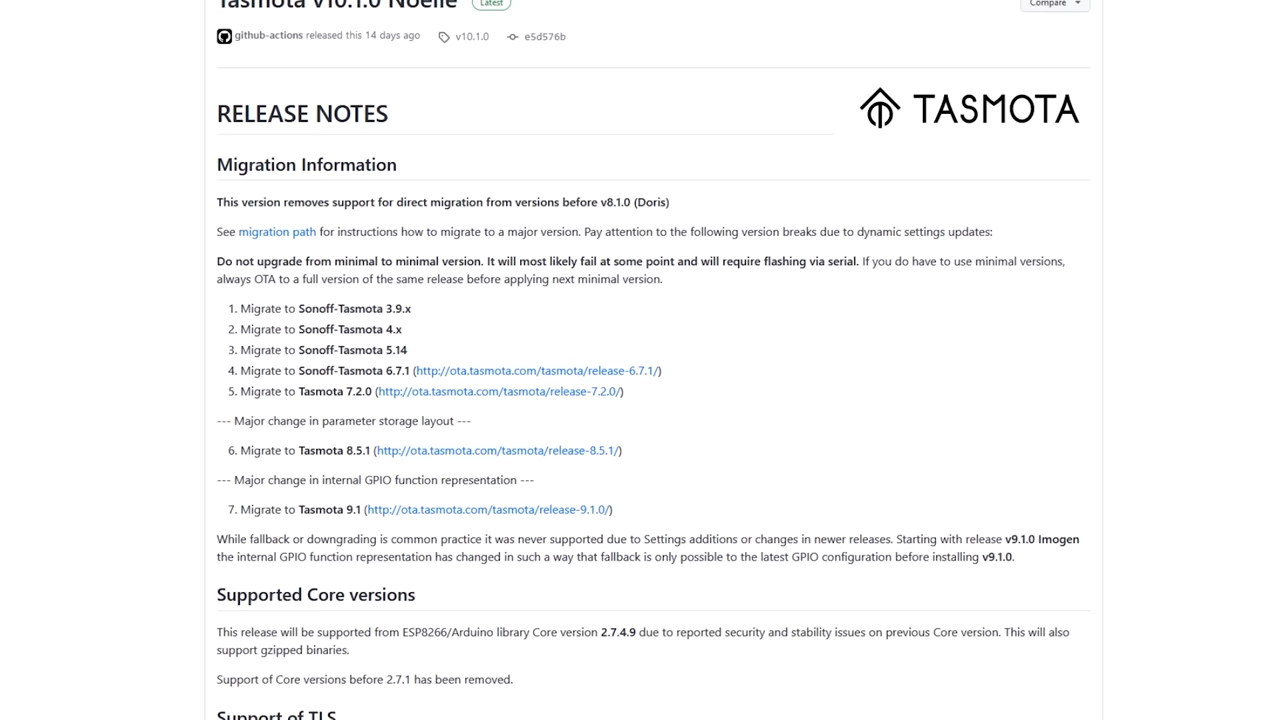 Tasmota v10.1.0 Noelle
Latest
Compare
github-actions released this 14 days ago
v10.1.0
e5d576b
RELEASE NOTES
TASMOTA
Migration Information
This version removes support for direct migration from versions before v8.1.0 (Doris)
See migration path for instructions how to migrate to a major version. Pay attention to the following version breaks due to dynamic settings updates:
Do not upgrade from minimal to minimal version. It will most likely fail at some point and will require flashing via serial. If you do have to use minimal versions,
always OTA to a full version of the same release before applying next minimal version.
1. Migrate to Sonoff-Tasmota 3.9.x
2. Migrate to Sonoff-Tasmota 4.x
3. Migrate to Sonoff-Tasmota 5.14
4. Migrate to Sonoff-Tasmota 6.7.1 (http://ota.tasmota.com/tasmota/release-6.7.1/)
5. Migrate to Tasmota 7.2.0 (http://ota.tasmota.com/tasmota/release-7.2.0/)
--- Major change in parameter storage layout ---
6. Migrate to Tasmota 8.5.1 (http://ota.tasmota.com/tasmota/release-8.5.1/)
--- Major change in internal GPIO function representation ---
7. Migrate to Tasmota 9.1 (http://ota.tasmota.com/tasmota/release-9.1.0/)
While fallback or downgrading is common practice it was never supported due to Settings additions or changes in newer releases. Starting with release v9.1.0 Imogen
the internal GPIO function representation has changed in such a way that fallback is only possible to the latest GPIO configuration before installing v9.1.0.
Supported Core versions
This release will be supported from ESP8266/Arduino library Core version 2.7.4.9 due to reported security and stability issues on previous Core version. This will also
support gzipped binaries.
Support of Core versions before 2.7.1 has been removed.
Support of TLS